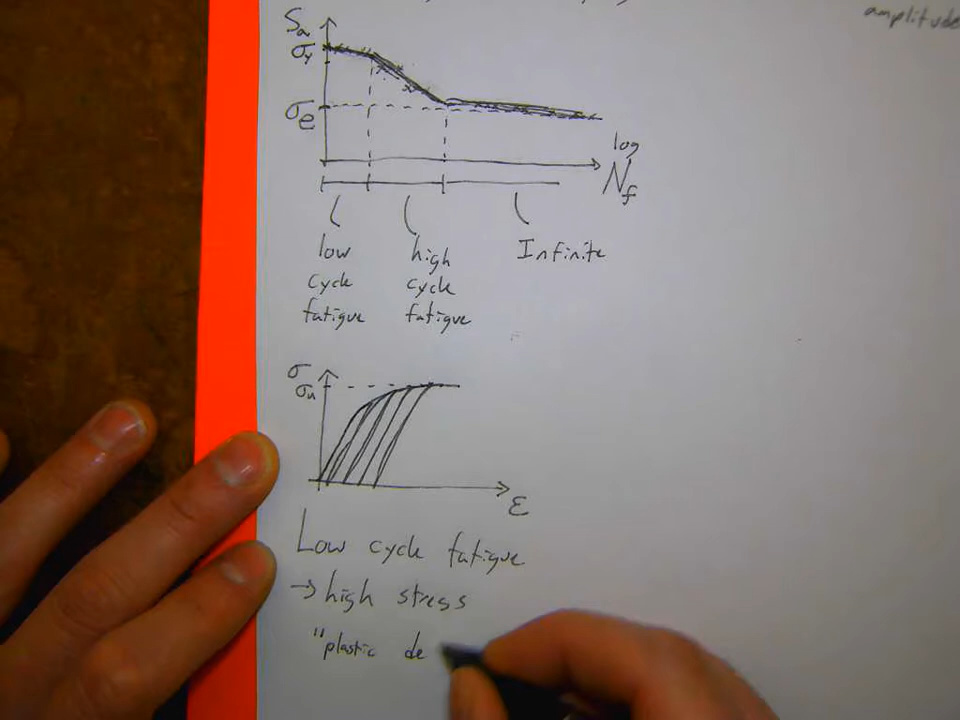 amplitude
Sa
σy
σe
log
Nf
low
cycle
fatigue
high
cycle
fatigue
Infinite
σ
σu
ε
Low cycle fatigue
→ high stress
"plastic de